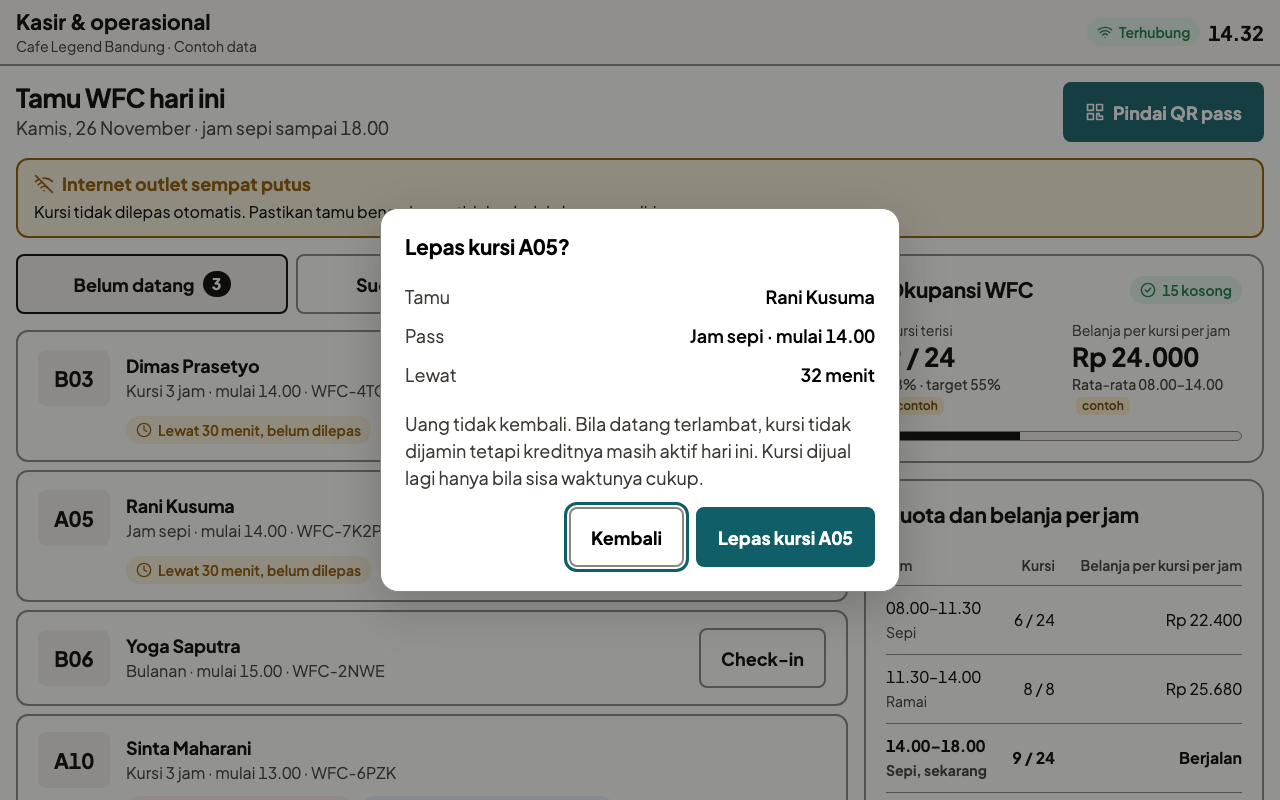 Kasir & operasional
Cafe Legend Bandung · Contoh data
Terhubung
14.32
Tamu WFC hari ini
Kamis, 26 November · jam sepi sampai 18.00
Pindai QR pass
Internet outlet sempat putus
Kursi tidak dilepas otomatis. Pastikan tamu
Belum datang 3
B03
Dimas Prasetyo
Kursi 3 jam · mulai 14.00 ·
Lewat 30 menit, belum dilepas
A05
Rani Kusuma
Jam sepi · mulai 14.00 ·
Lewat 30 menit, belum dilepas
B06
Yoga Saputra
Bulanan · mulai 15.00 · WFC-2NWE
Check-in
A10
Sinta Maharani
Kursi 3 jam · mulai 13.00 · WFC-6PZK
Lepas kursi A05?
Tamu Rani Kusuma
Pass Jam sepi · mulai 14.00
Lewat 32 menit
Uang tidak kembali. Bila datang terlambat, kursi tidak
dijamin tetapi kreditnya masih aktif hari ini. Kursi dijual
lagi hanya bila sisa waktunya cukup.
Kembali
Lepas kursi A05
WFC
15 kosong
terisi
/ 24
· target 55%
contoh
Belanja per kursi per jam
Rp 24.000
Rata-rata 08.00–14.00
contoh
dan belanja per jam
Kursi
Belanja per kursi per jam
08.00–11.30
Sepi
6 / 24
Rp 22.400
11.30–14.00
Ramai
8 / 8
Rp 25.680
14.00–18.00
Sepi, sekarang
9 / 24
Berjalan